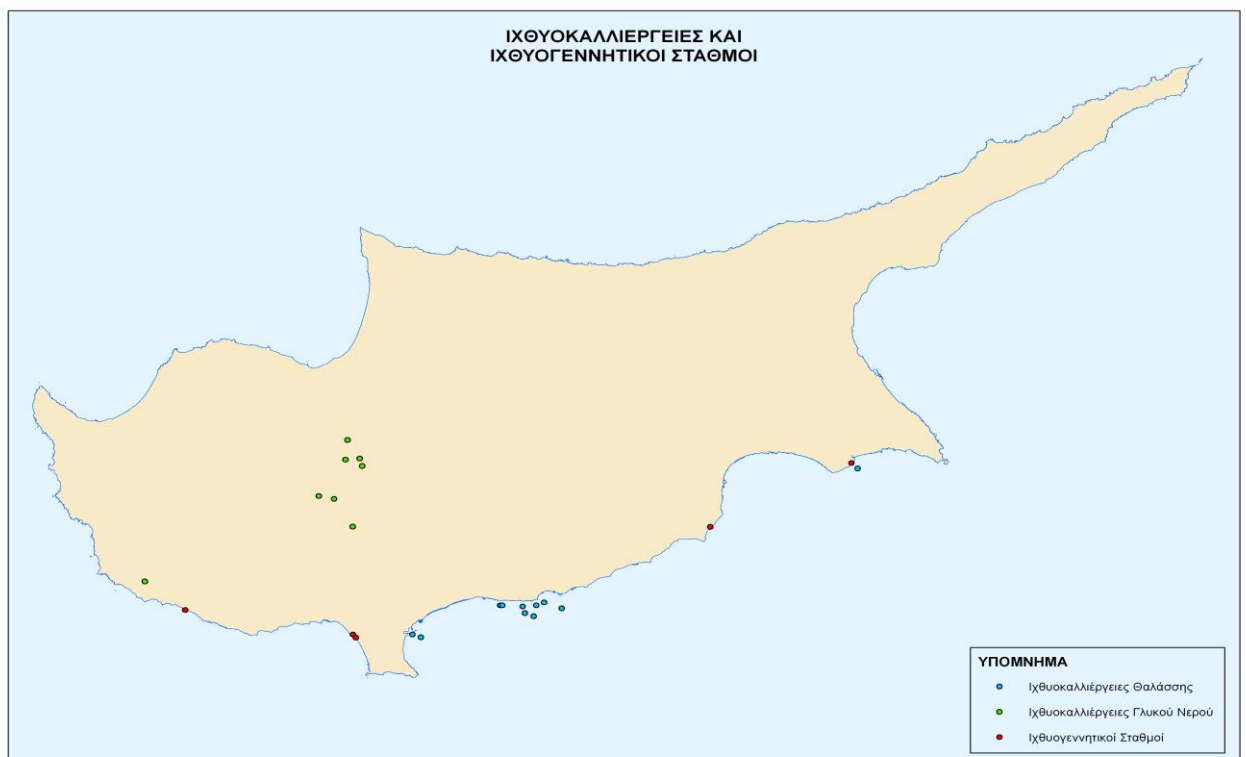 ΙΧΘΥΟΚΑΛΛΙΕΡΓΕΙΕΣ ΚΑΙ
ΙΧΘΥΟΓΕΝΝΗΤΙΚΟΙ ΣΤΑΘΜΟΙ
ΥΠΟΜΝΗΜΑ
Ιχθυοκαλλιέργειες Θαλάσσης
Ιχθυοκαλλιέργειες Γλυκού Νερού
Ιχθυογεννητικοί Σταθμοί